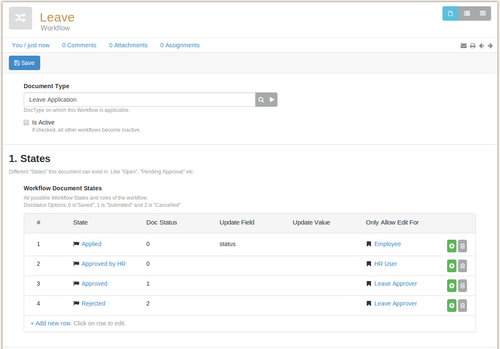 Leave
Workflow
You / just now 0 Comments 0 Attachments 0 Assignments
Save
Document Type
Leave Application
DocType on which this Workflow is applicable.
Is Active
If checked, all other workflows become inactive.
1. States
Different "States" this document can exist in. Like "Open", "Pending Approval" etc.
Workflow Document States
All possible Workflow States and roles of the workflow.
Docstatus Options: 0 is"Saved", 1 is "Submitted" and 2 is "Cancelled"
# State Doc Status Update Field Update Value Only Allow Edit For
1 Applied 0 status Employee
2 Approved by HR 0 HR User
3 Approved 1 Leave Approver
4 Rejected 2 Leave Approver
+ Add new row. Click on row to edit.